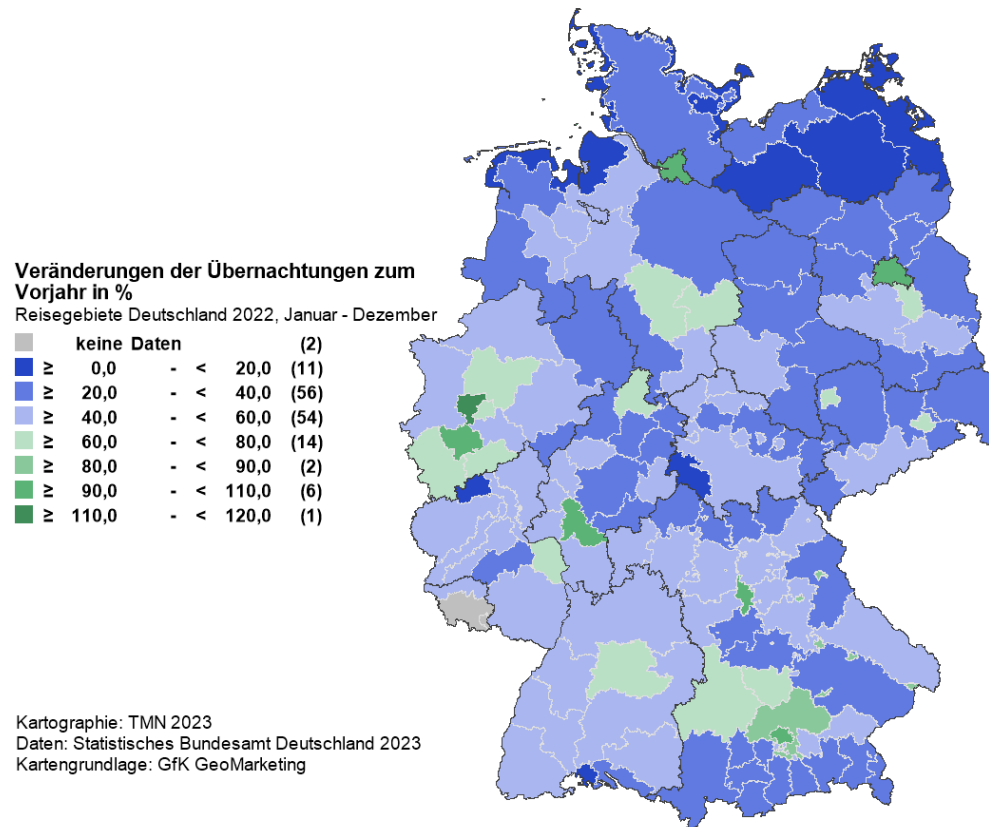 Veränderungen der Übernachtungen zum
Vorjahr in %
Reisegebiete Deutschland 2022, Januar - Dezember
keine Daten (2)
≥ 0,0 - < 20,0 (11)
≥ 20,0 - < 40,0 (56)
≥ 40,0 - < 60,0 (54)
≥ 60,0 - < 80,0 (14)
≥ 80,0 - < 90,0 (2)
≥ 90,0 - < 110,0 (6)
≥ 110,0 - < 120,0 (1)
Kartographie: TMN 2023
Daten: Statistisches Bundesamt Deutschland 2023
Kartengrundlage: GfK GeoMarketing